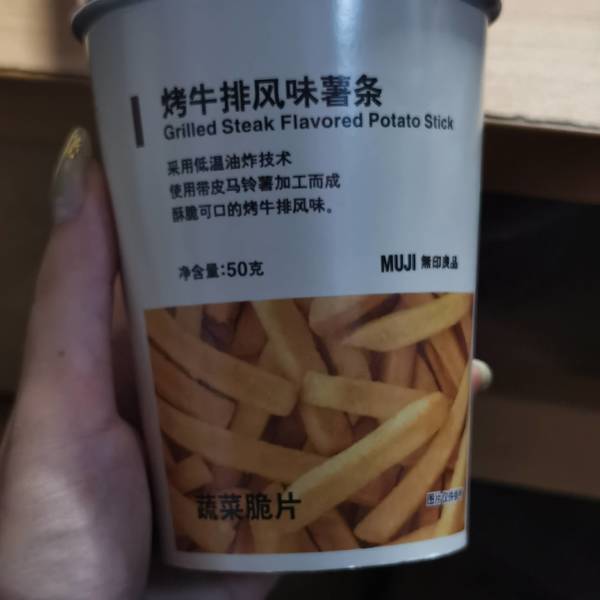 烤牛排风味薯条
Grilled Steak Flavored Potato Stick
采用低温油炸技术
使用带皮马铃薯加工而成
酥脆可口的烤牛排风味。
净含量:50克
MUJI 無印良品
蔬菜脆片